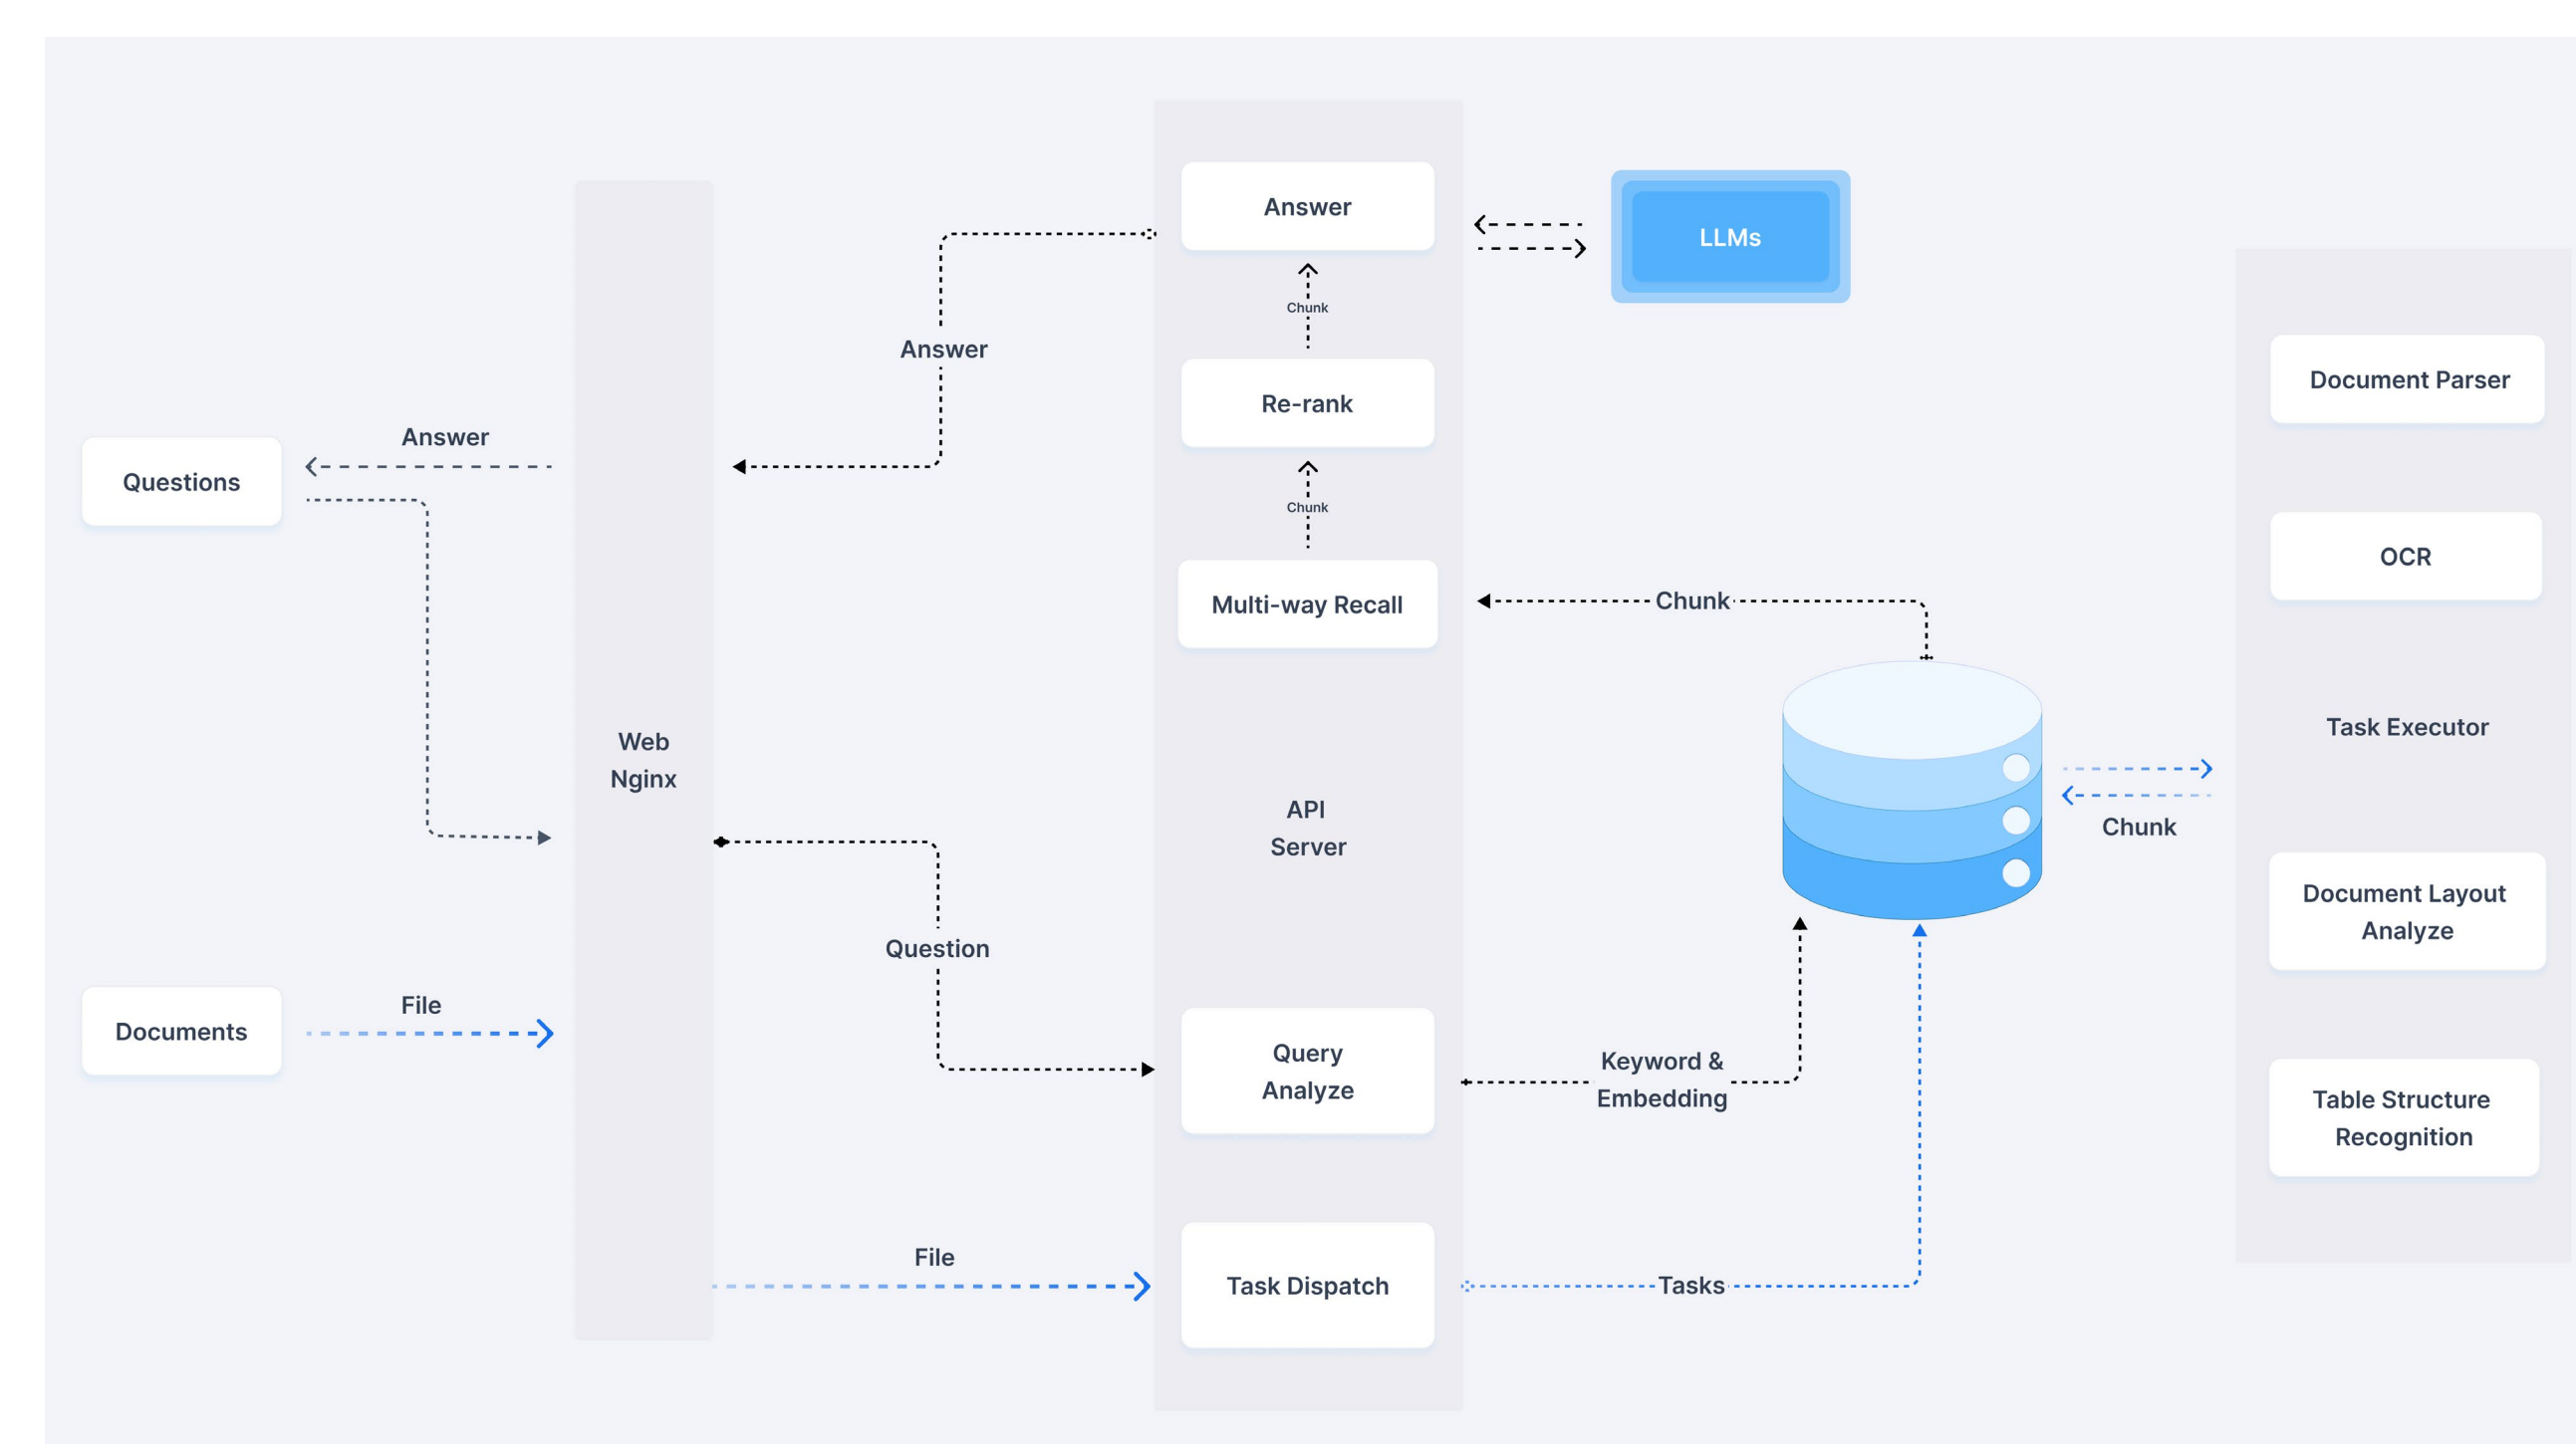 Answer
LLMs
Chunk
Answer
Document Parser
Re-rank
Answer
Questions
Chunk
OCR
Chunk
Multi-way Recall
Task Executor
Web
Nginx
API
Server
Chunk
Document Layout
Analyze
Question
File
Documents
Query
Analyze
Keyword &
Embedding
Table Structure
Recognition
File
Task Dispatch
Tasks